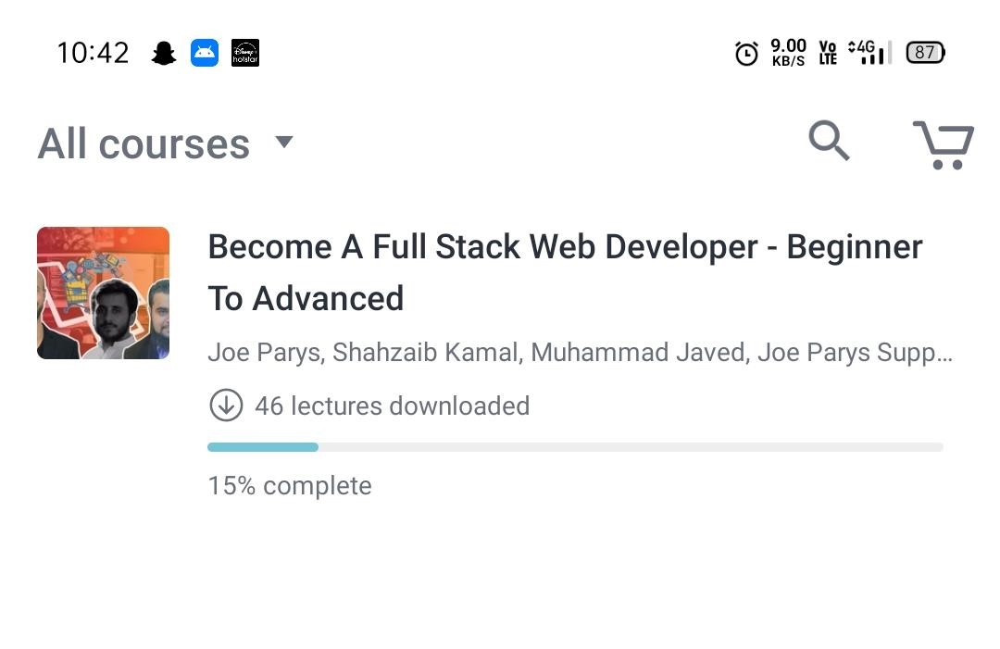 10:42 Disney+ hotstar 9.00 KB/S Vo LTE 4G 87
All courses
Become A Full Stack Web Developer - Beginner
To Advanced
Joe Parys, Shahzaib Kamal, Muhammad Javed, Joe Parys Supp...
46 lectures downloaded
15% complete